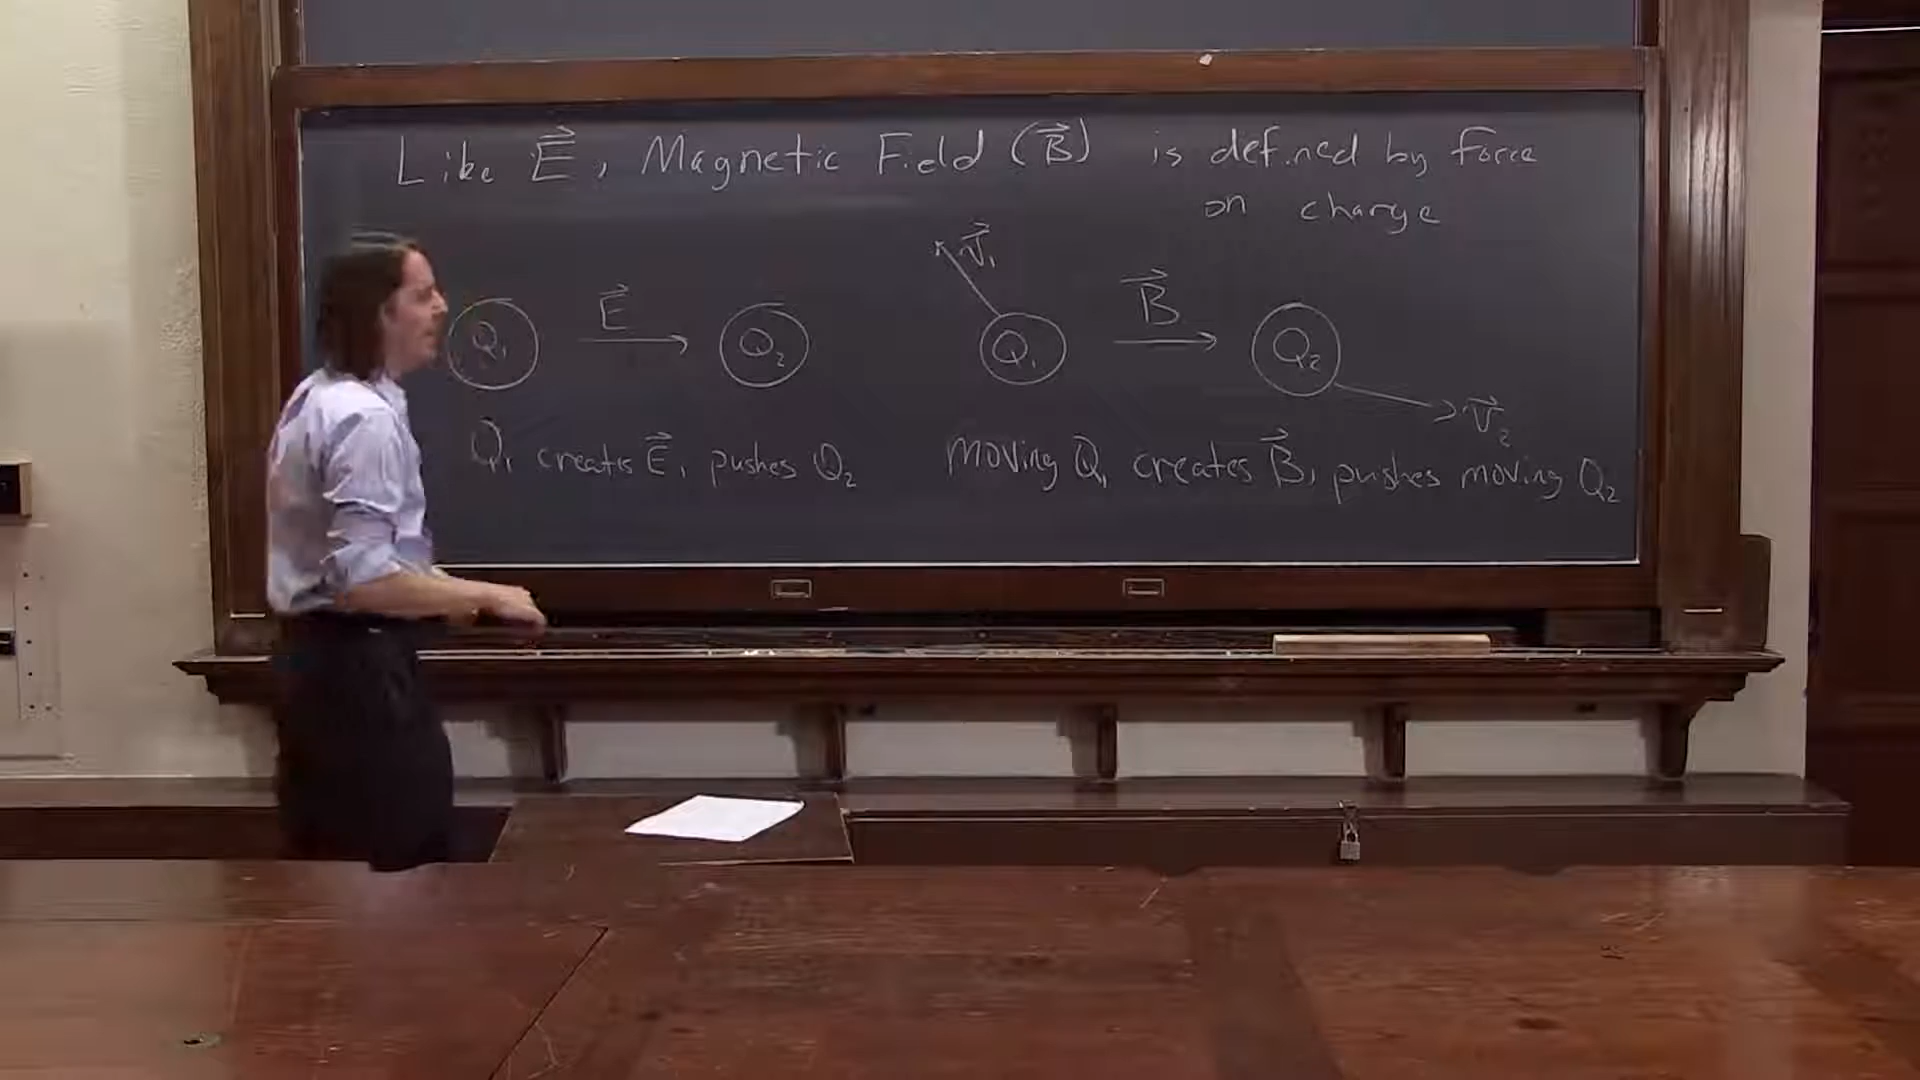 Like E⃗, Magnetic Field (B⃗) is defined by force
on charge
Q₁ E⃗ Q₂
v⃗₁ Q₁ B⃗ Q₂ v⃗₂
Q₁ creates E⃗, pushes Q₂
moving Q₁ creates B⃗, pushes moving Q₂